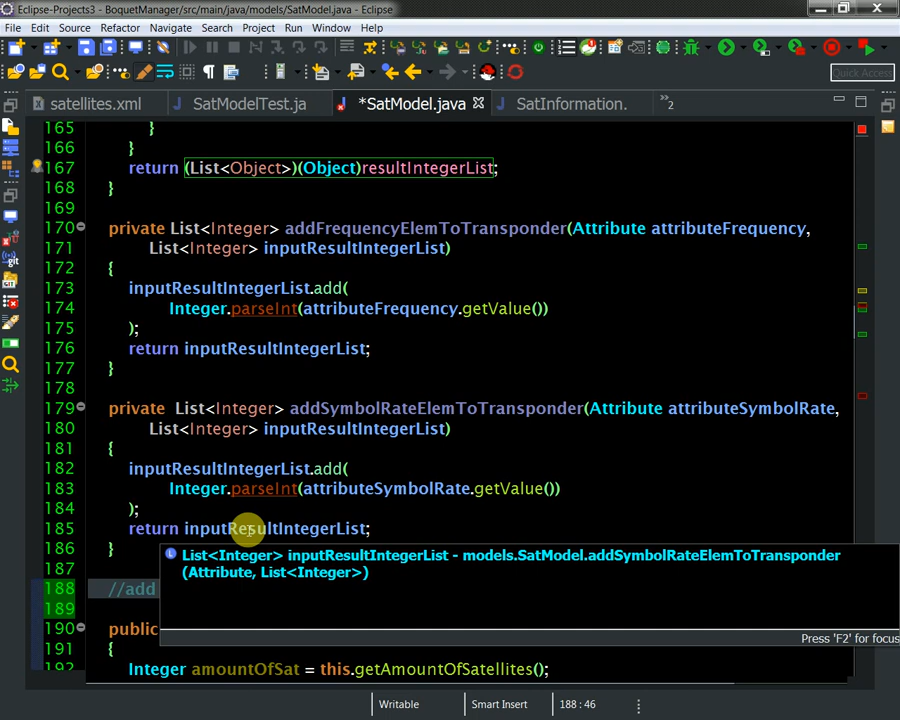 Eclipse-Projects3 - BoquetManager/src/main/java/models/SatModel.java - Eclipse
File Edit Source Refactor Navigate Search Project Run Window Help
Quick Access
satellites.xml SatModelTest.ja *SatModel.java SatInformation. »2
165 }
166 }
167 return (List<Object>)(Object)resultIntegerList;
168 }
169
170 private List<Integer> addFrequencyElemToTransponder(Attribute attributeFrequency,
171 List<Integer> inputResultIntegerList)
172 {
173 inputResultIntegerList.add(
174 Integer.parseInt(attributeFrequency.getValue())
175 );
176 return inputResultIntegerList;
177 }
178
179 private List<Integer> addSymbolRateElemToTransponder(Attribute attributeSymbolRate,
180 List<Integer> inputResultIntegerList)
181 {
182 inputResultIntegerList.add(
183 Integer.parseInt(attributeSymbolRate.getValue())
184 );
185 return inputResultIntegerList;
186 }
187
List<Integer> inputResultIntegerList - models.SatModel.addSymbolRateElemToTransponder
(Attribute, List<Integer>)
188 //add
189
190 public
Press 'F2' for focus
191 {
192 Integer amountOfSat = this.getAmountOfSatellites();
Writable Smart Insert 188 : 46